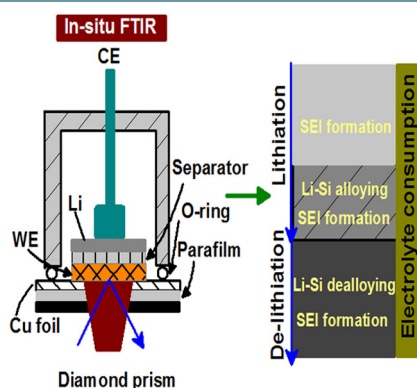 In-situ FTIR
CE
Li
Separator
O-ring
WE
Parafilm
Cu foil
Diamond prism
Lithiation
De-lithiation
SEI formation
Li-Si alloying
SEI formation
Li-Si dealloying
SEI formation
Electrolyte consumption